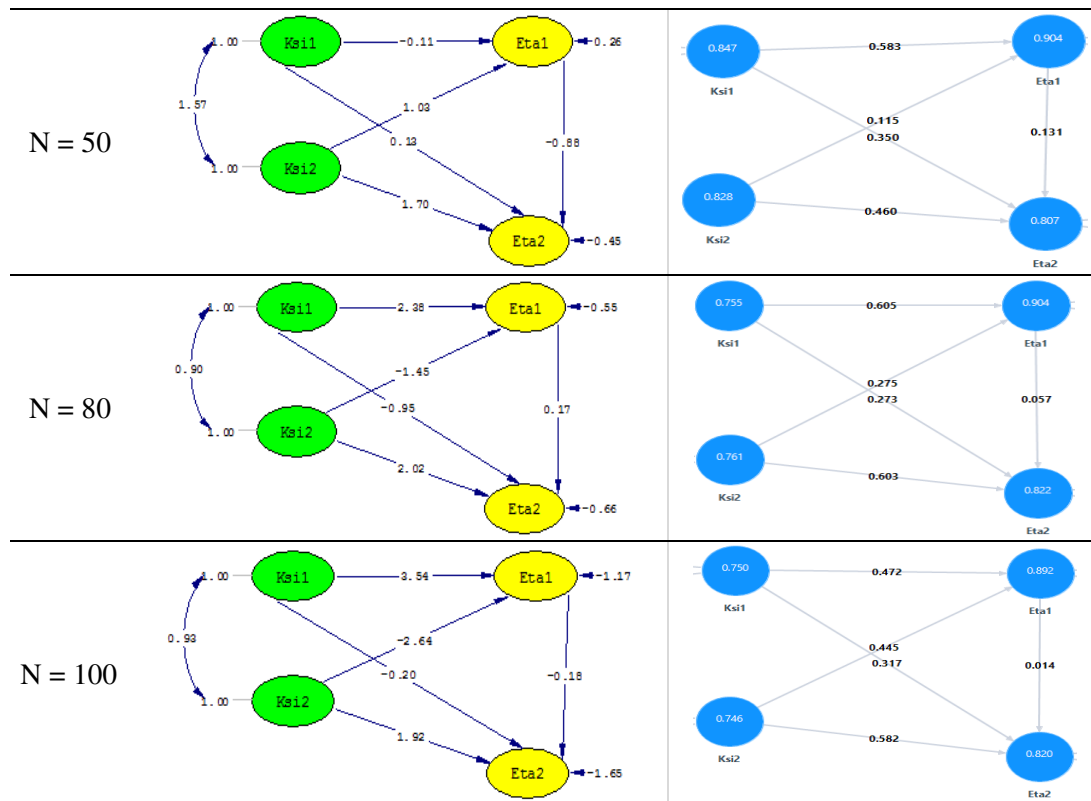 1.00 Ksi1 -0.11 Eta1 0.26
1.57
1.03
0.13
-0.88
1.00 Ksi2
1.70
Eta2 -0.45
N = 50
0.847
Ksi1
0.583
0.904
Eta1
0.115
0.350
0.131
0.828
Ksi2
0.460
0.807
Eta2
1.00 Ksi1 2.38 Eta1 -0.55
0.90
-1.45
-0.95
0.17
1.00 Ksi2
2.02
Eta2 -0.66
N = 80
0.755
Ksi1
0.605
0.904
Eta1
0.275
0.273
0.057
0.761
Ksi2
0.603
0.822
Eta2
1.00 Ksi1 3.54 Eta1 -1.17
0.93
-2.64
-0.20
-0.18
1.00 Ksi2
1.92
Eta2 -1.65
N = 100
0.750
Ksi1
0.472
0.892
Eta1
0.445
0.317
0.014
0.746
Ksi2
0.582
0.820
Eta2